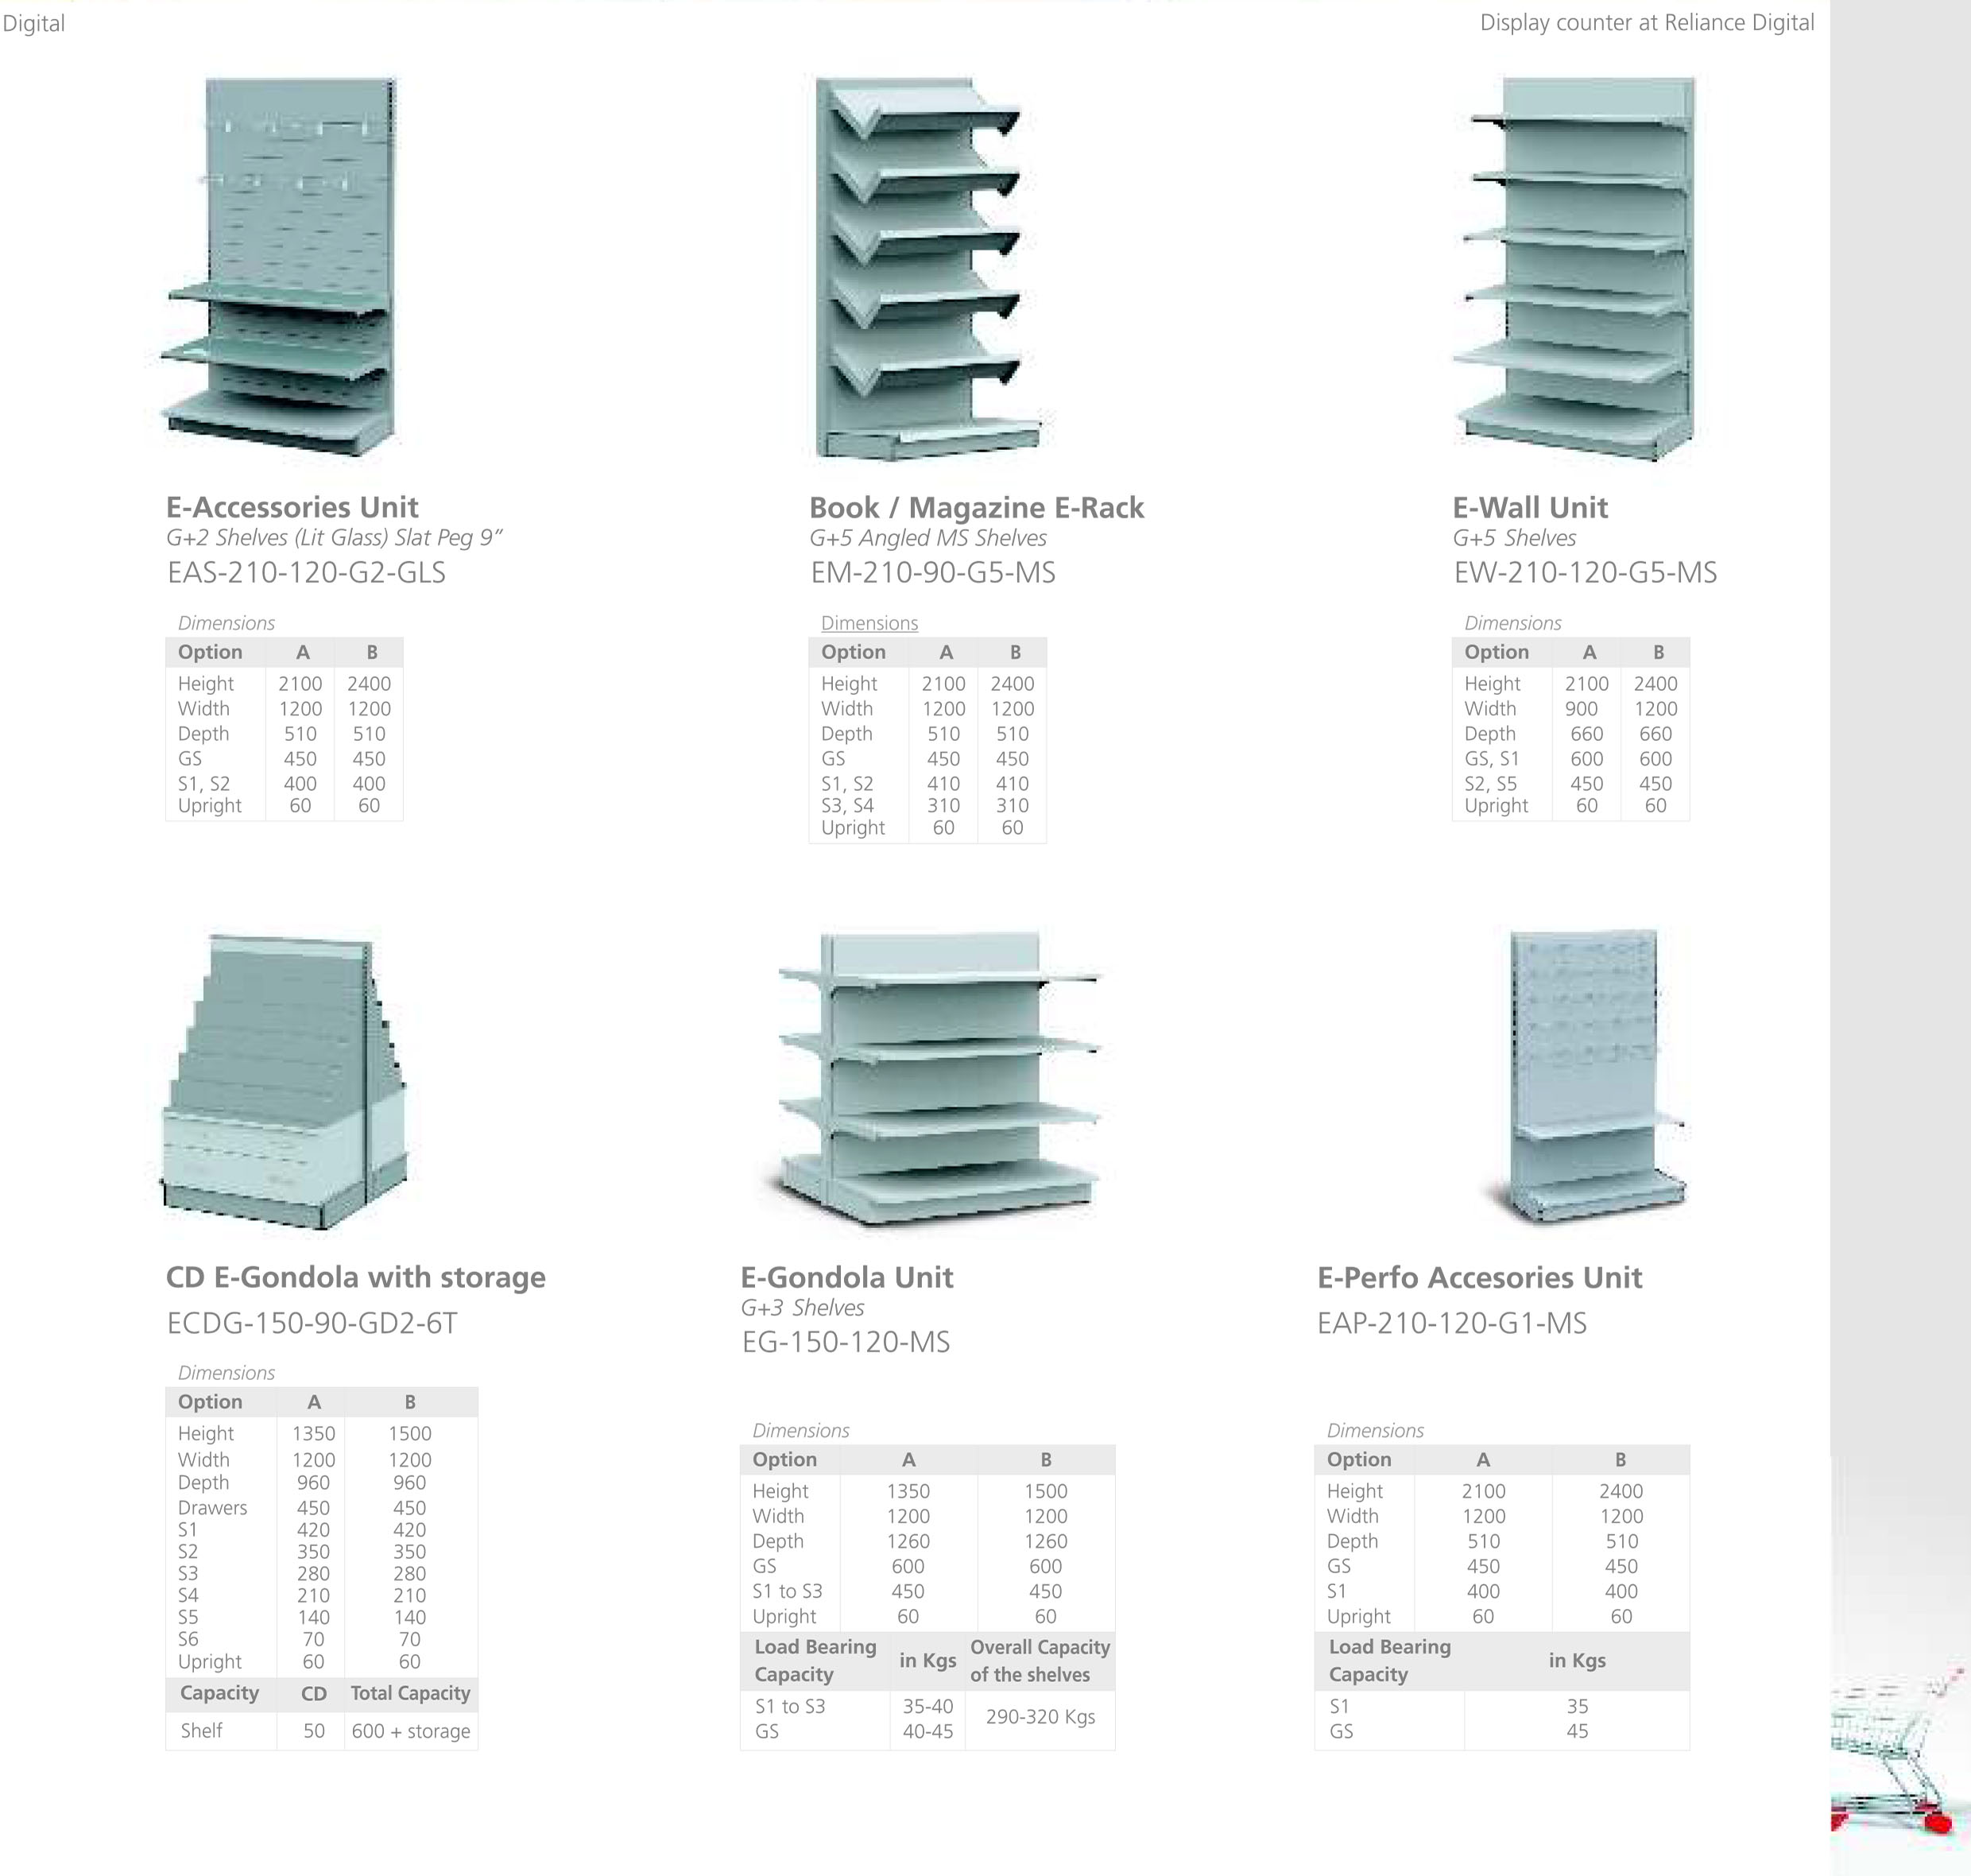 Digital
Display counter at Reliance Digital
E-Accessories Unit
G+2 Shelves (Lit Glass) Slat Peg 9”
EAS-210-120-G2-GLS
Dimensions
Option A B
Height 2100 2400
Width 1200 1200
Depth 510 510
GS 450 450
S1, S2 400 400
Upright 60 60
Book / Magazine E-Rack
G+5 Angled MS Shelves
EM-210-90-G5-MS
Dimensions
Option A B
Height 2100 2400
Width 1200 1200
Depth 510 510
GS 450 450
S1, S2 410 410
S3, S4 310 310
Upright 60 60
E-Wall Unit
G+5 Shelves
EW-210-120-G5-MS
Dimensions
Option A B
Height 2100 2400
Width 900 1200
Depth 660 660
GS, S1 600 600
S2, S5 450 450
Upright 60 60
CD E-Gondola with storage
ECDG-150-90-GD2-6T
Dimensions
Option A B
Height 1350 1500
Width 1200 1200
Depth 960 960
Drawers 450 450
S1 420 420
S2 350 350
S3 280 280
S4 210 210
S5 140 140
S6 70 70
Upright 60 60
Capacity CD Total Capacity
Shelf 50 600 + storage
E-Gondola Unit
G+3 Shelves
EG-150-120-MS
Dimensions
Option A B
Height 1350 1500
Width 1200 1200
Depth 1260 1260
GS 600 600
S1 to S3 450 450
Upright 60 60
Load Bearing Capacity in Kgs Overall Capacity of the shelves
S1 to S3 35-40 290-320 Kgs
GS 40-45
E-Perfo Accesories Unit
EAP-210-120-G1-MS
Dimensions
Option A B
Height 2100 2400
Width 1200 1200
Depth 510 510
GS 450 450
S1 400 400
Upright 60 60
Load Bearing Capacity in Kgs
S1 35
GS 45